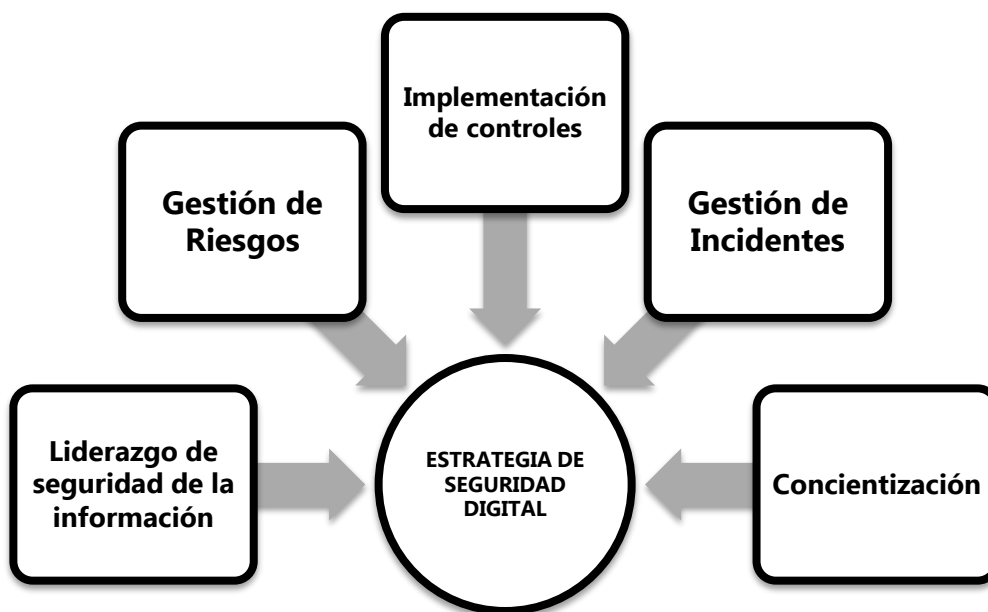 Implementación
de controles
Gestión de
Riesgos
Gestión de
Incidentes
Liderazgo de
seguridad de la
información
ESTRATEGIA DE
SEGURIDAD
DIGITAL
Concientización